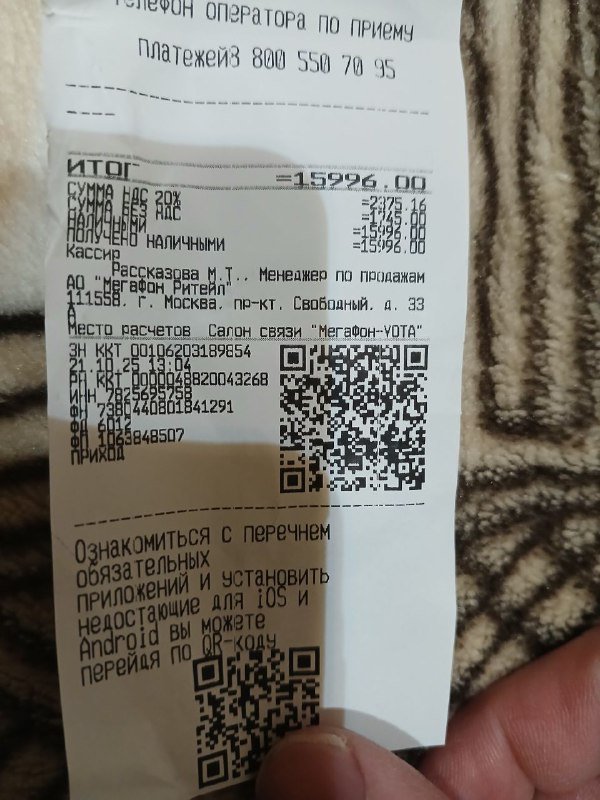 Телефон оператора по приему
платежей8 800 550 70 95
ИТОГ =15996.00
СУММА НДС 20% =2375.16
СУММА БЕЗ НДС =1745.00
НАЛИЧНЫМИ =15996.00
ПОЛУЧЕНО НАЛИЧНЫМИ =15996.00
Кассир
Рассказова М.Т., Менеджер по продажам
АО "МегаФон Ритейл"
111558, г. Москва, пр-кт. Свободный, д. 33
А
Место расчетов Салон связи "МегаФон-YOTA"
ЗН ККТ 00106203189854
21.10.25 13:04
РН ККТ 0000048820043268
ИНН 7825695758
ФН 7380440801841291
ФД 6012
ФП 1063848507
ПРИХОД
Ознакомиться с перечнем
обязательных
приложений и установить
недостающие для iOS и
Android вы можете
перейдя по QR-коду